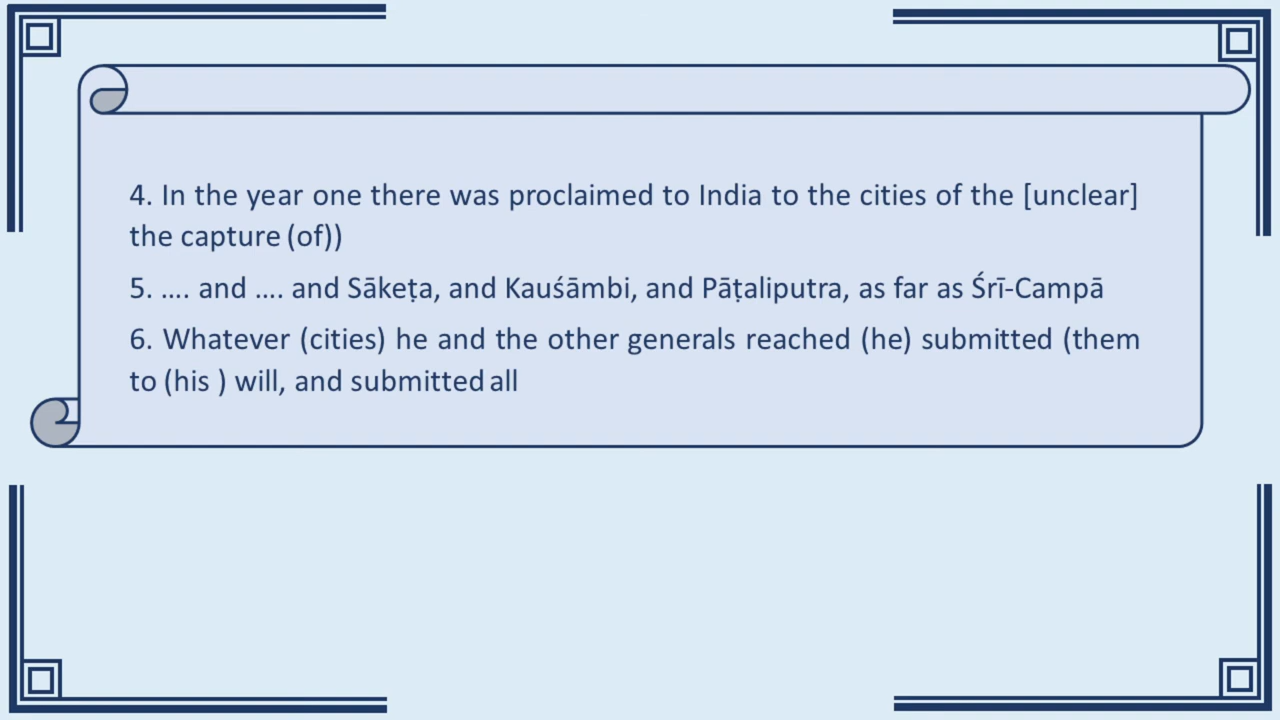 4. In the year one there was proclaimed to India to the cities of the [unclear]
the capture (of))
5. .... and .... and Sākeṭa, and Kauśāmbi, and Pāṭaliputra, as far as Śrī-Campā
6. Whatever (cities) he and the other generals reached (he) submitted (them
to (his ) will, and submitted all